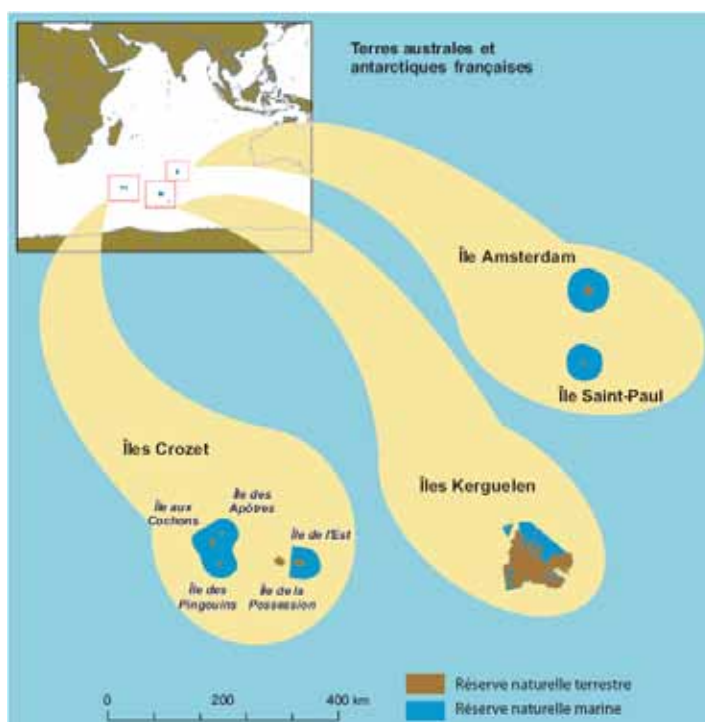 Terres australes et
antarctiques françaises
Île Amsterdam
Île Saint-Paul
Îles Crozet
Îles Kerguelen
Île des
Apôtres
Île aux
Cochons
Île de l'Est
Île des
Pingouins
Île de la
Possession
0 200 400 km
Réserve naturelle terrestre
Réserve naturelle marine